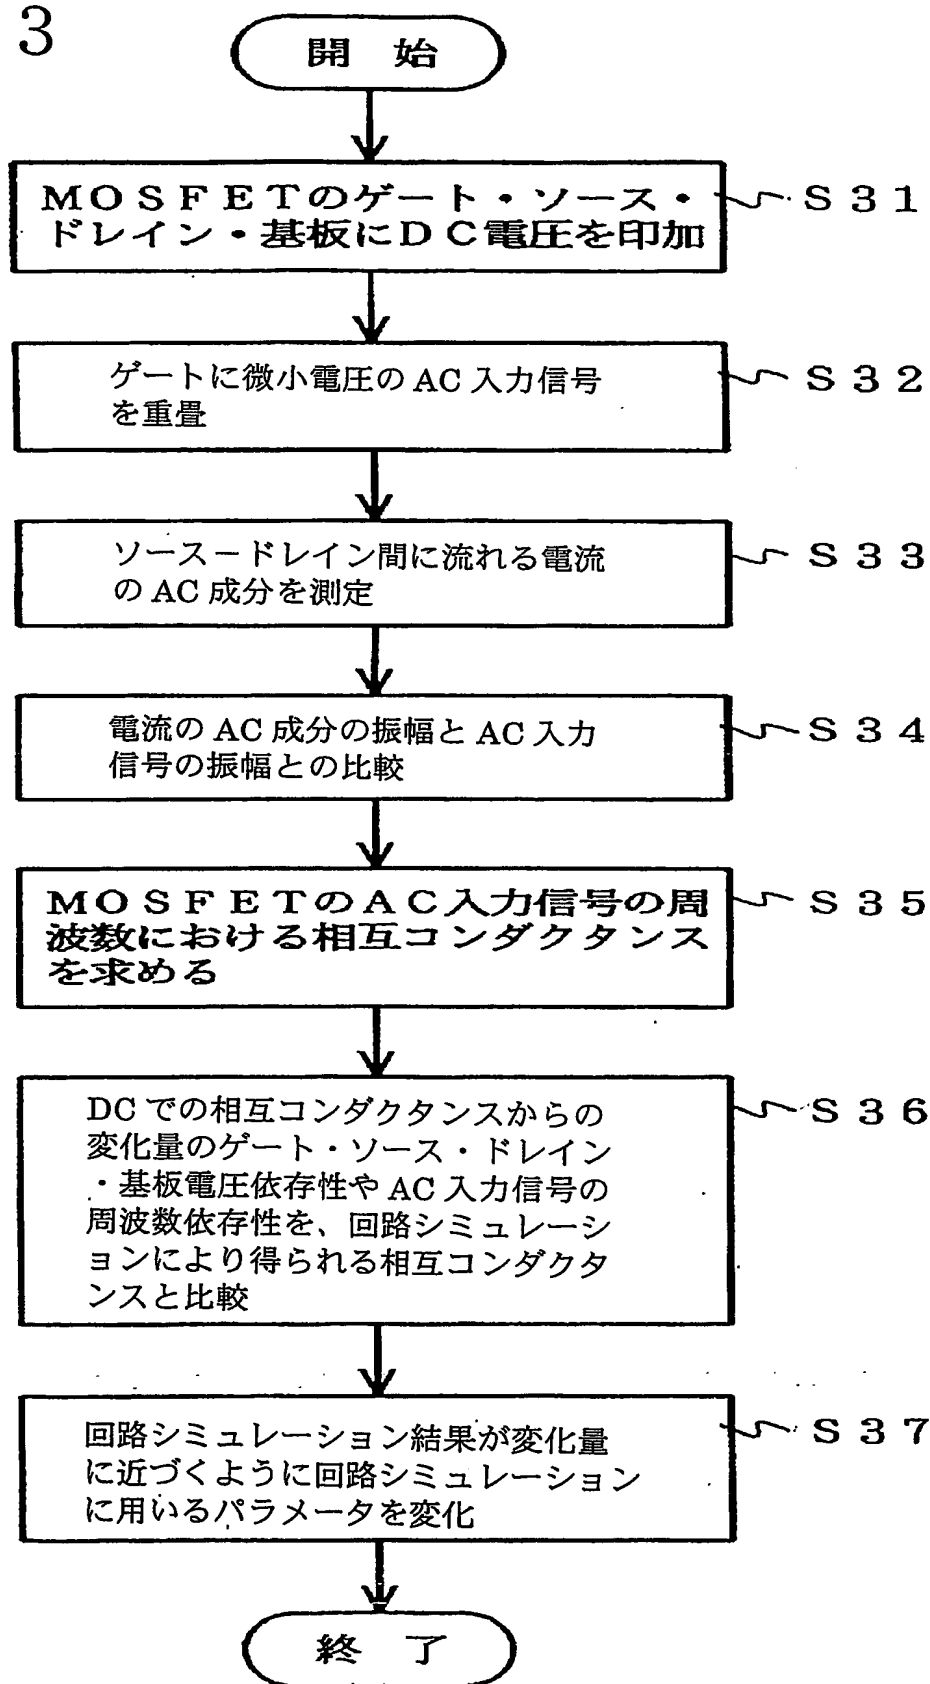 3
開 始
MOSFETのゲート・ソース・
ドレイン・基板にDC電圧を印加
S31
ゲートに微小電圧の AC 入力信号
を重畳
S32
ソース－ドレイン間に流れる電流
の AC 成分を測定
S33
電流の AC 成分の振幅と AC 入力
信号の振幅との比較
S34
MOSFETのAC入力信号の周
波数における相互コンダクタンス
を求める
S35
DC での相互コンダクタンスからの
変化量のゲート・ソース・ドレイン
・基板電圧依存性や AC 入力信号の
周波数依存性を、回路シミュレーシ
ョンにより得られる相互コンダクタ
ンスと比較
S36
回路シミュレーション結果が変化量
に近づくように回路シミュレーション
に用いるパラメータを変化
S37
終 了